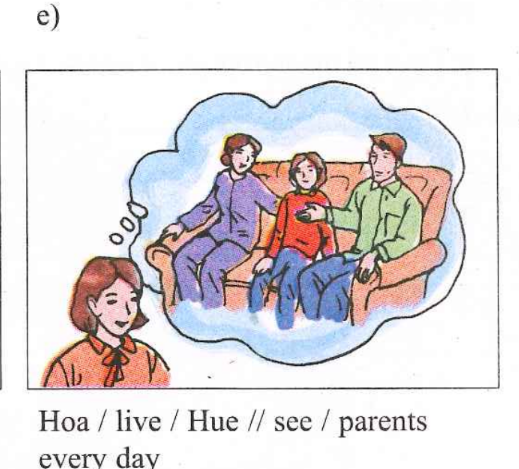 e)
Hoa / live / Hue // see / parents
every day